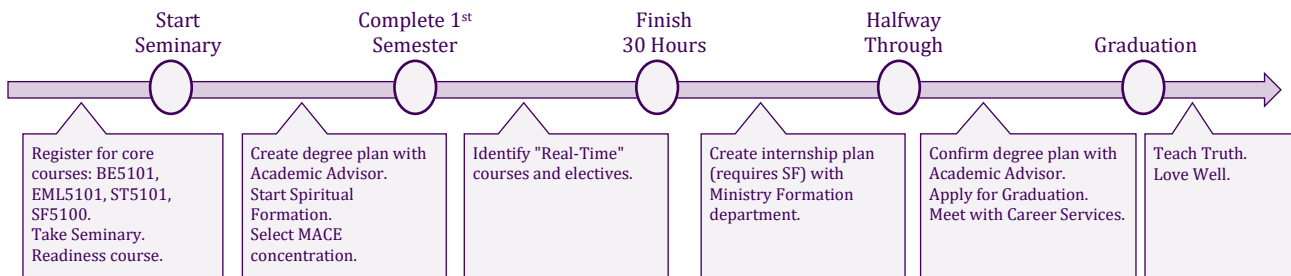 Start
Seminary
Complete 1st
Semester
Finish
30 Hours
Halfway
Through
Graduation
Register for core
courses: BE5101,
EML5101, ST5101,
SF5100.
Take Seminary.
Readiness course.
Create degree plan with
Academic Advisor.
Start Spiritual
Formation.
Select MACE
concentration.
Identify "Real-Time"
courses and electives.
Create internship plan
(requires SF) with
Ministry Formation
department.
Confirm degree plan with
Academic Advisor.
Apply for Graduation.
Meet with Career Services.
Teach Truth.
Love Well.